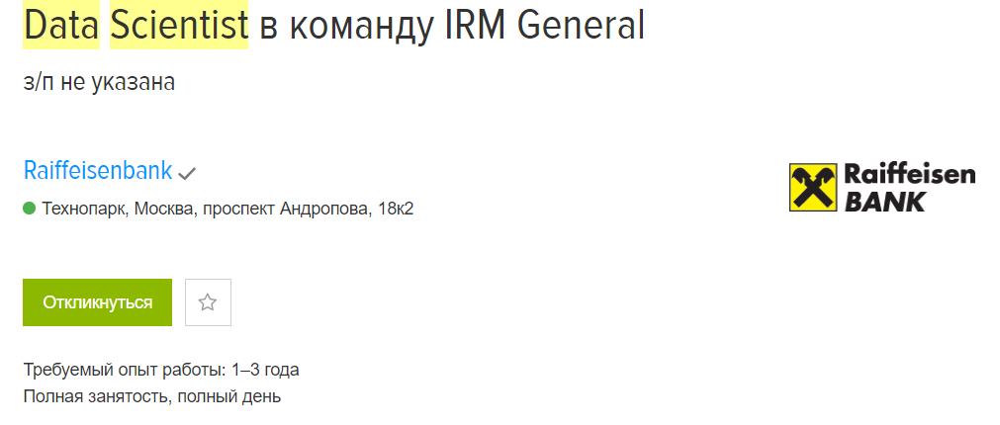 Data Scientist в команду IRM General
з/п не указана
Raiffeisenbank
Raiffeisen
BANK
Технопарк, Москва, проспект Андропова, 18к2
Откликнуться
Требуемый опыт работы: 1–3 года
Полная занятость, полный день